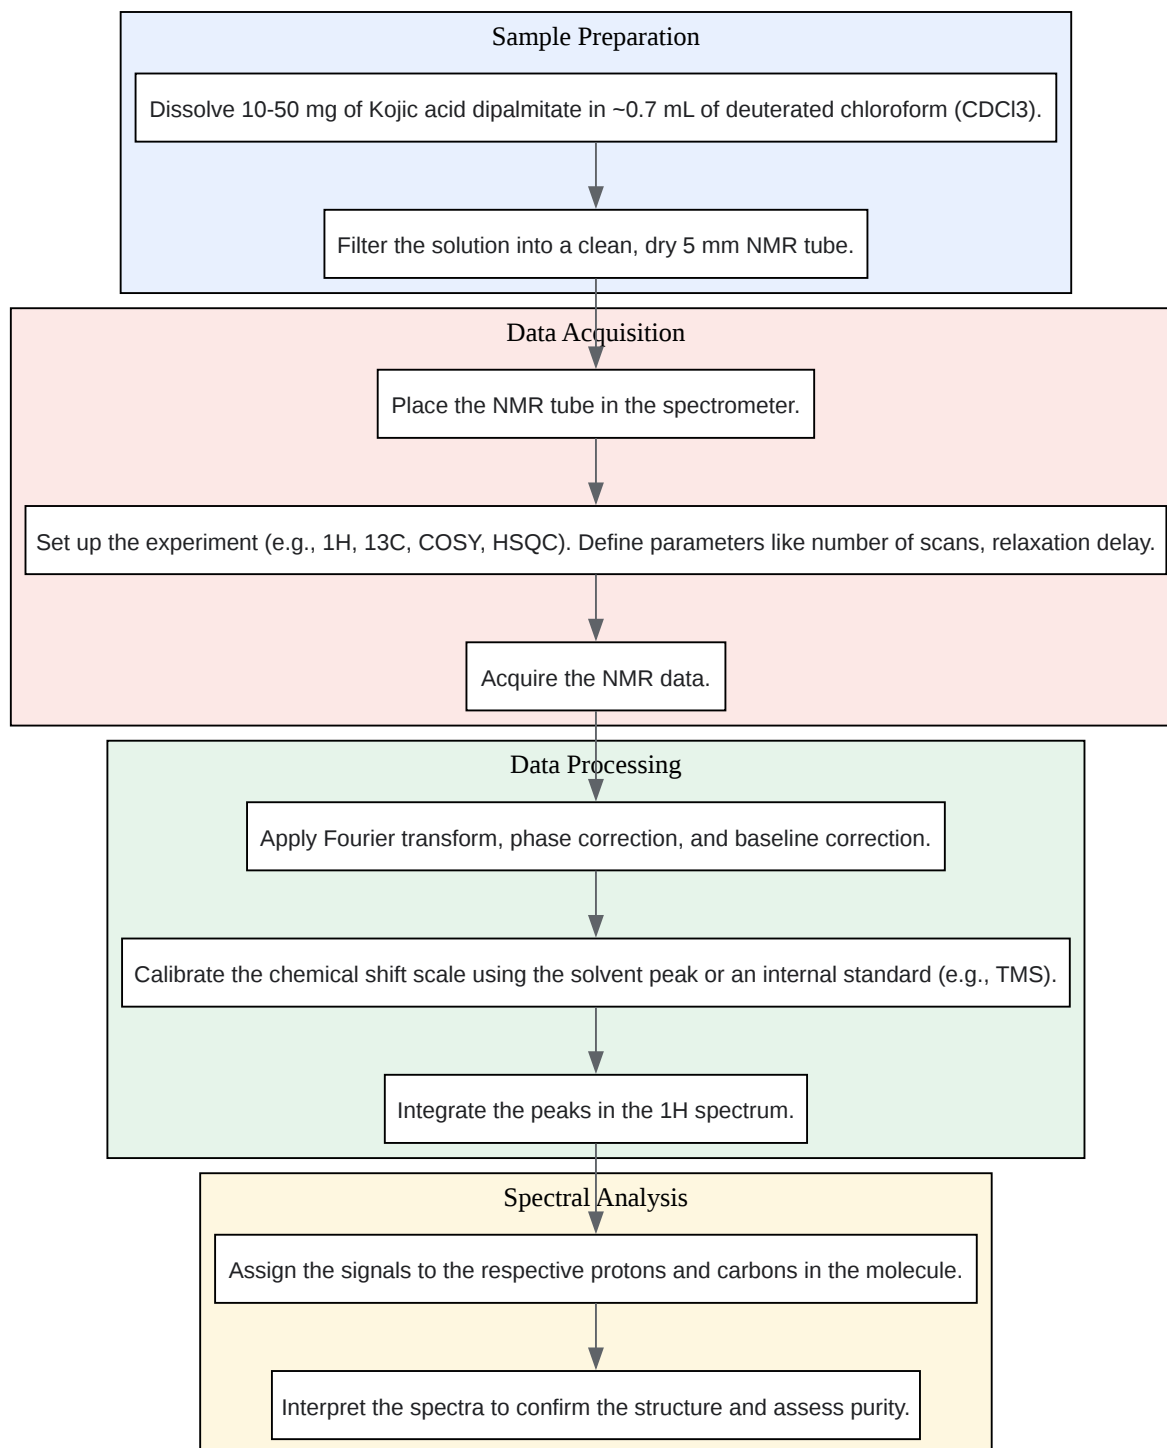 Sample Preparation
Dissolve 10-50 mg of Kojic acid dipalmitate in ~0.7 mL of deuterated chloroform (CDCl3).
Filter the solution into a clean, dry 5 mm NMR tube.
Data Acquisition
Place the NMR tube in the spectrometer.
Set up the experiment (e.g., 1H, 13C, COSY, HSQC). Define parameters like number of scans, relaxation delay.
Acquire the NMR data.
Data Processing
Apply Fourier transform, phase correction, and baseline correction.
Calibrate the chemical shift scale using the solvent peak or an internal standard (e.g., TMS).
Integrate the peaks in the 1H spectrum.
Spectral Analysis
Assign the signals to the respective protons and carbons in the molecule.
Interpret the spectra to confirm the structure and assess purity.